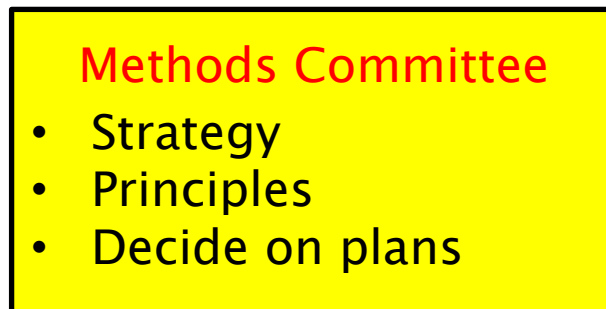 Methods Committee
• Strategy
• Principles
• Decide on plans